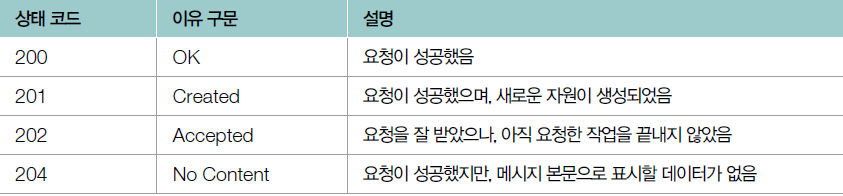 상태 코드 이유 구문 설명
200 OK 요청이 성공했음
201 Created 요청이 성공했으며, 새로운 자원이 생성되었음
202 Accepted 요청을 잘 받았으나, 아직 요청한 작업을 끝내지 않았음
204 No Content 요청이 성공했지만, 메시지 본문으로 표시할 데이터가 없음